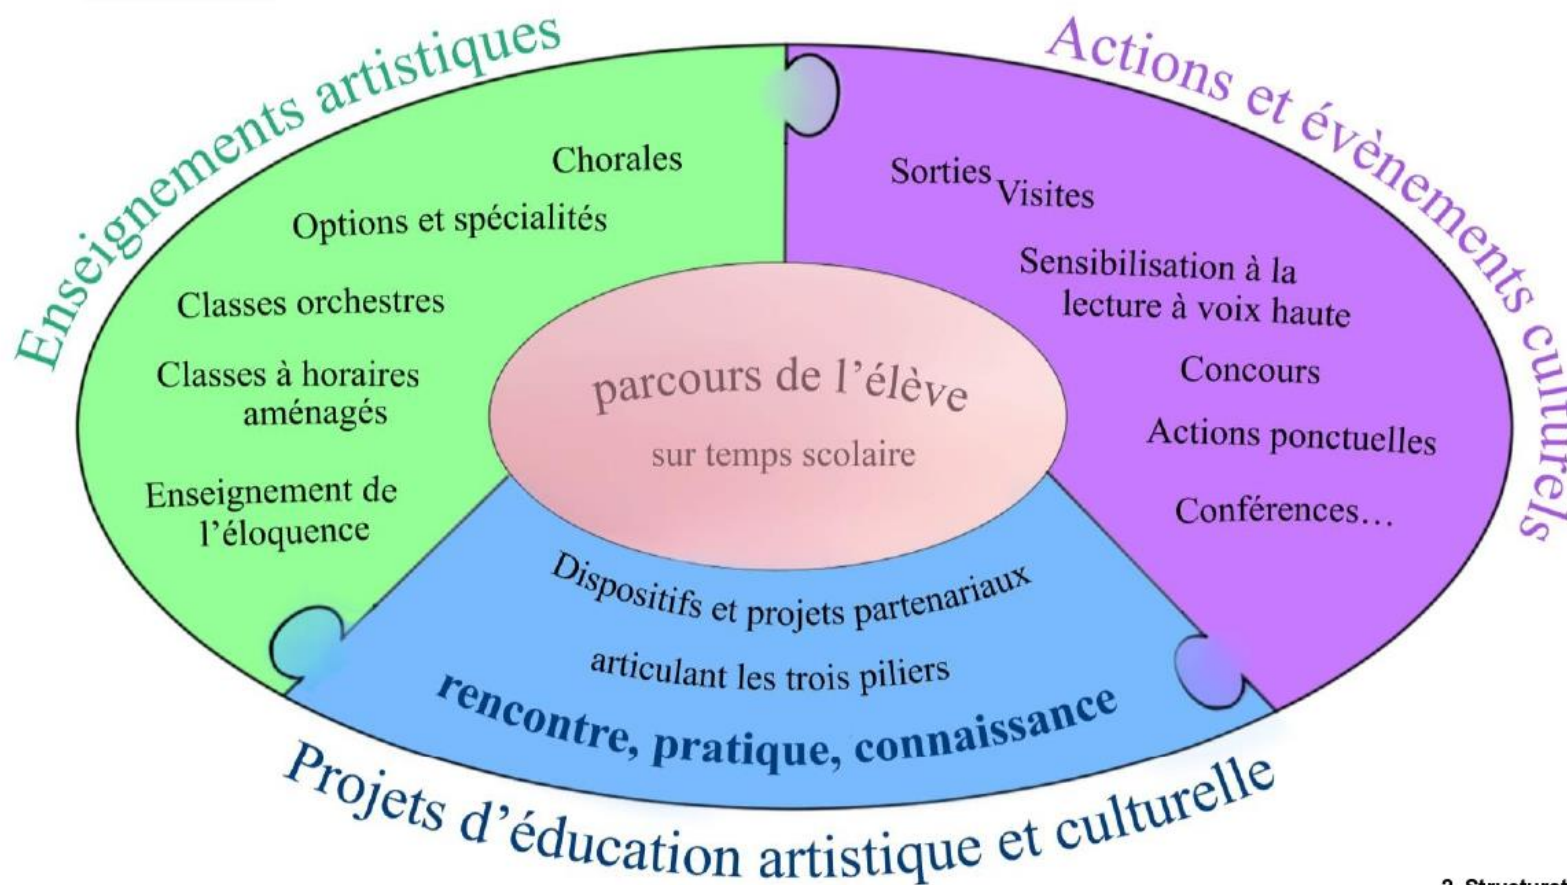 Enseignements artistiques
Chorales
Options et spécialités
Classes orchestres
Classes à horaires
aménagés
Enseignement de
l’éloquence
Actions et évènements culturels
Sorties
Visites
Sensibilisation à la
lecture à voix haute
Concours
Actions ponctuelles
Conférences…
parcours de l’élève
sur temps scolaire
Dispositifs et projets partenariaux
articulant les trois piliers
rencontre, pratique, connaissance
Projets d’éducation artistique et culturelle